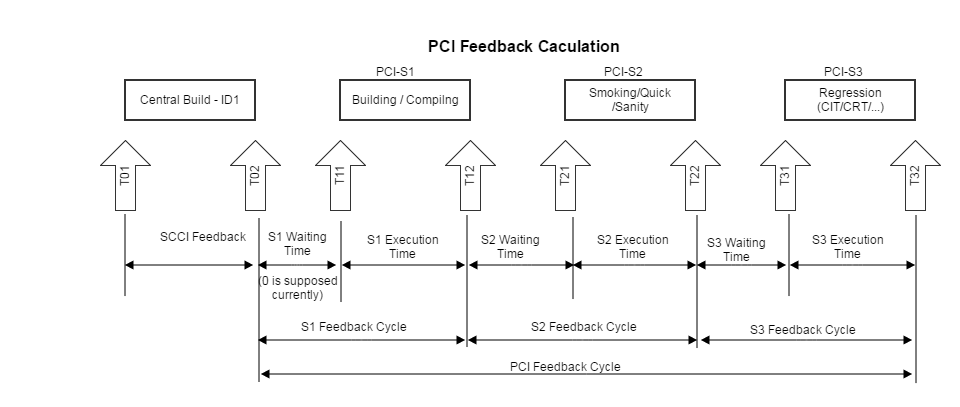 PCI Feedback Caculation
PCI-S1
PCI-S2
PCI-S3
Central Build - ID1
Building / Compilng
Smoking/Quick
/Sanity
Regression
(CIT/CRT/...)
T01
T02
T11
T12
T21
T22
T31
T32
SCCI Feedback
S1 Waiting
Time
(0 is supposed
currently)
S1 Execution
Time
S2 Waiting
Time
S2 Execution
Time
S3 Waiting
Time
S3 Execution
Time
S1 Feedback Cycle
S2 Feedback Cycle
S3 Feedback Cycle
PCI Feedback Cycle